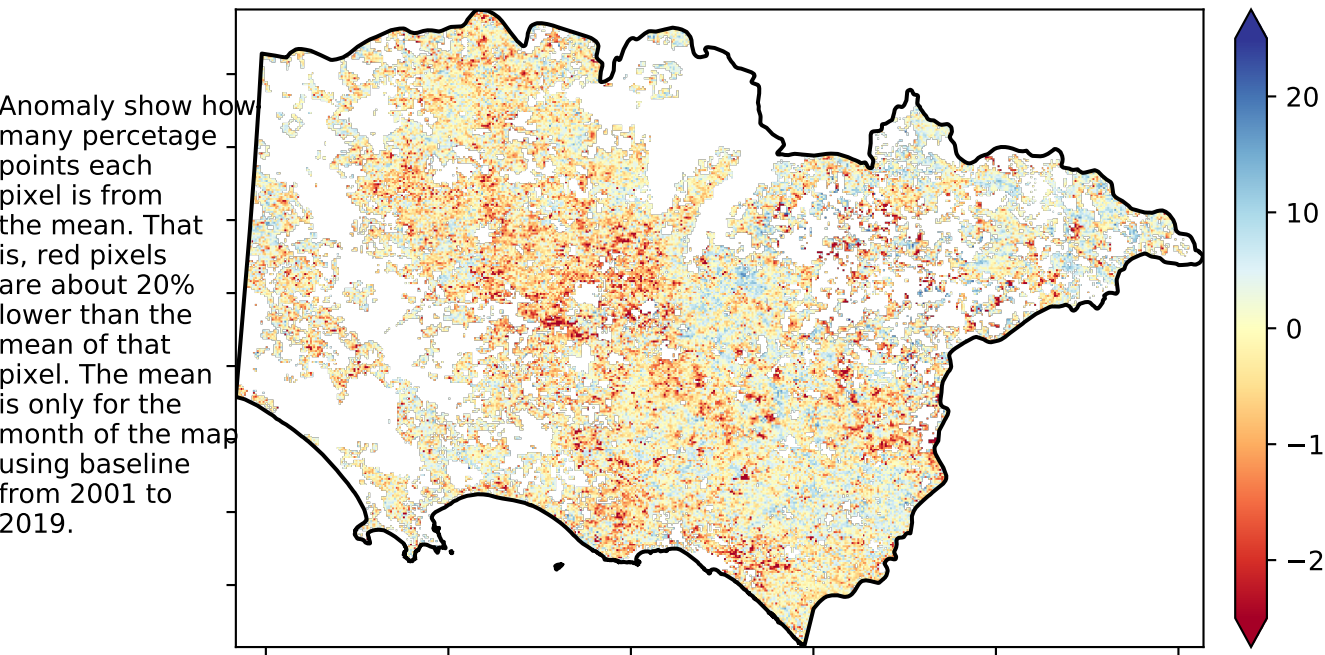 Anomaly show how
many percetage
points each
pixel is from
the mean. That
is, red pixels
are about 20%
lower than the
mean of that
pixel. The mean
is only for the
month of the map
using baseline
from 2001 to
2019.
20
10
0
−1
−2